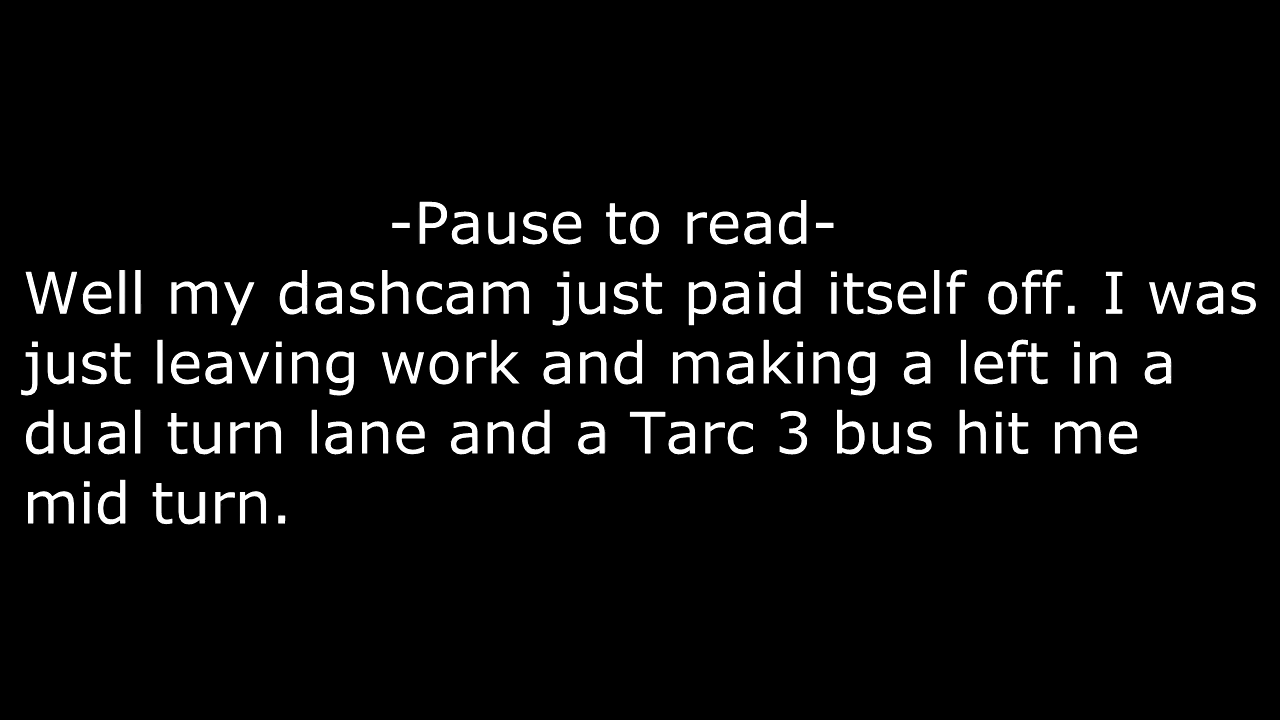 -Pause to read-
Well my dashcam just paid itself off. I was
just leaving work and making a left in a
dual turn lane and a Tarc 3 bus hit me
mid turn.